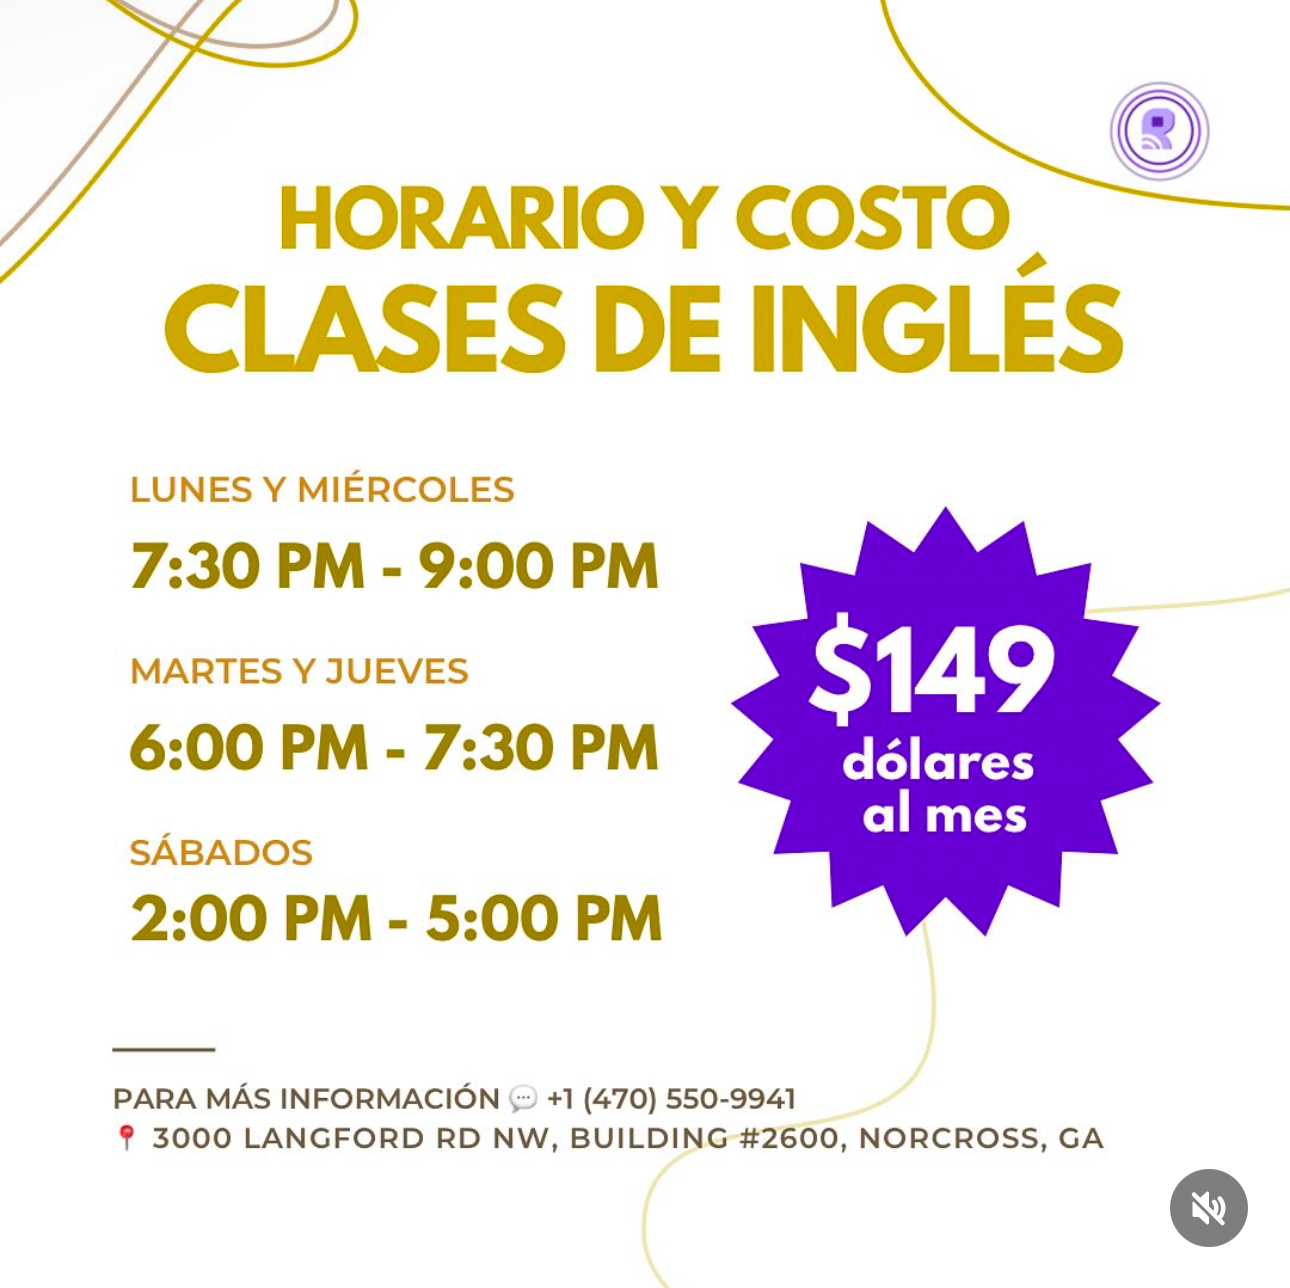 HORARIO Y COSTO
CLASES DE INGLÉS
LUNES Y MIÉRCOLES
7:30 PM - 9:00 PM
MARTES Y JUEVES
6:00 PM - 7:30 PM
SÁBADOS
2:00 PM - 5:00 PM
$149
dólares
al mes
PARA MÁS INFORMACIÓN 💬 +1 (470) 550-9941
📍 3000 LANGFORD RD NW, BUILDING #2600, NORCROSS, GA